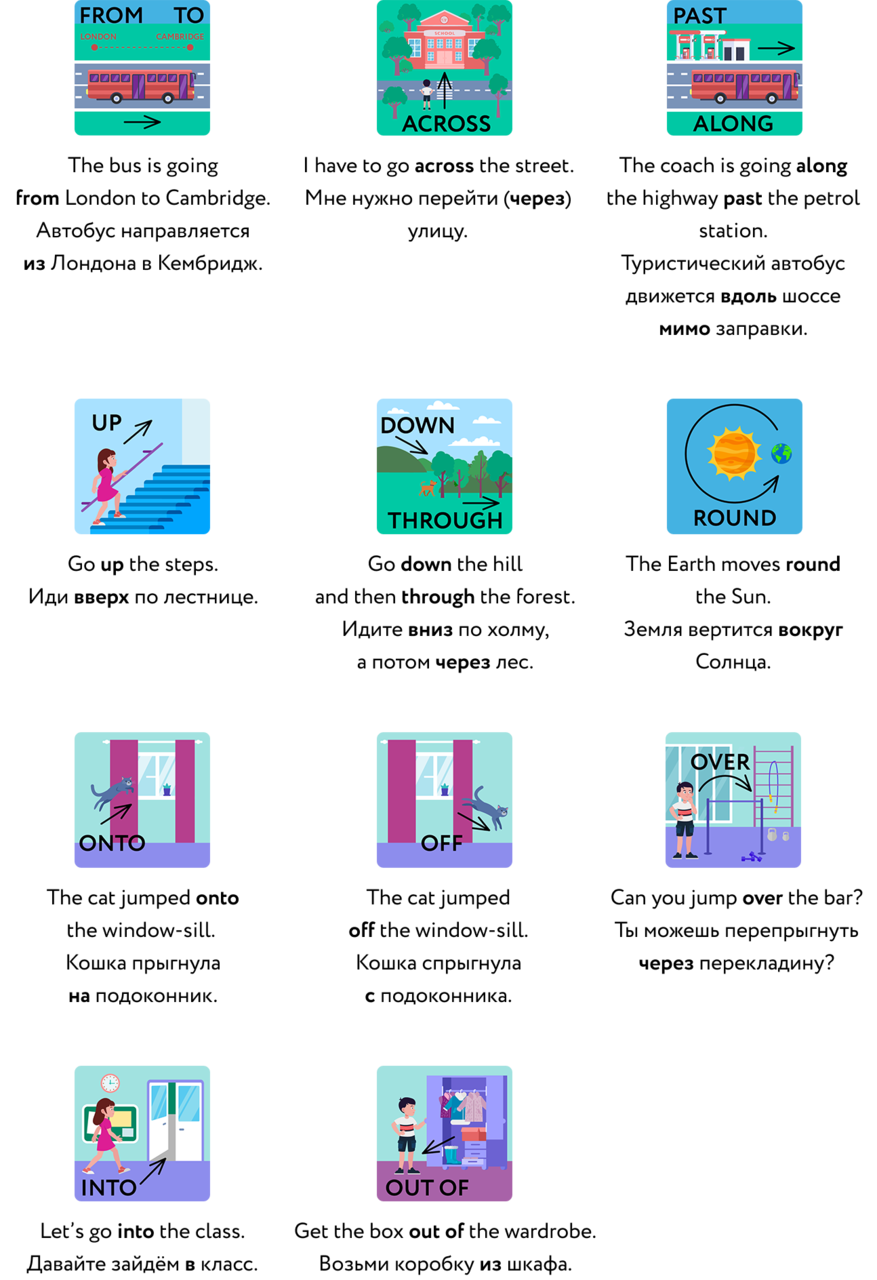 FROM TO
LONDON CAMBRIDGE
The bus is going
from London to Cambridge.
Автобус направляется
из Лондона в Кембридж.
SCHOOL
ACROSS
I have to go across the street.
Мне нужно перейти (через)
улицу.
PAST
ALONG
The coach is going along
the highway past the petrol
station.
Туристический автобус
движется вдоль шоссе
мимо заправки.
UP
Go up the steps.
Иди вверх по лестнице.
DOWN
THROUGH
Go down the hill
and then through the forest.
Идите вниз по холму,
а потом через лес.
ROUND
The Earth moves round
the Sun.
Земля вертится вокруг
Солнца.
ONTO
The cat jumped onto
the window-sill.
Кошка прыгнула
на подоконник.
OFF
The cat jumped
off the window-sill.
Кошка спрыгнула
с подоконника.
OVER
Can you jump over the bar?
Ты можешь перепрыгнуть
через перекладину?
INTO
Let's go into the class.
Давайте зайдём в класс.
OUT OF
Get the box out of the wardrobe.
Возьми коробку из шкафа.